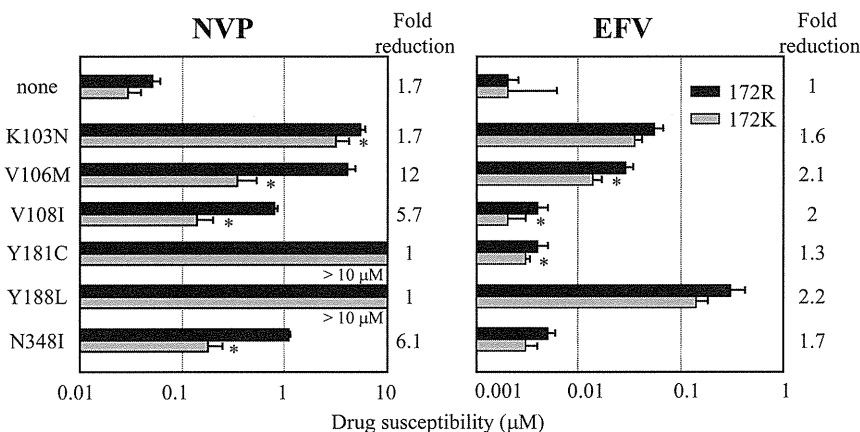 NVP
Fold
reduction
EFV
Fold
reduction
none
1.7
1
172R
172K
K103N
*
1.7
1.6
V106M
*
12
*
2.1
V108I
*
5.7
*
2
Y181C
1
*
1.3
> 10 µM
Y188L
1
2.2
> 10 µM
N348I
*
6.1
1.7
0.01 0.1 1 10
0.001 0.01 0.1 1
Drug susceptibility (µM)